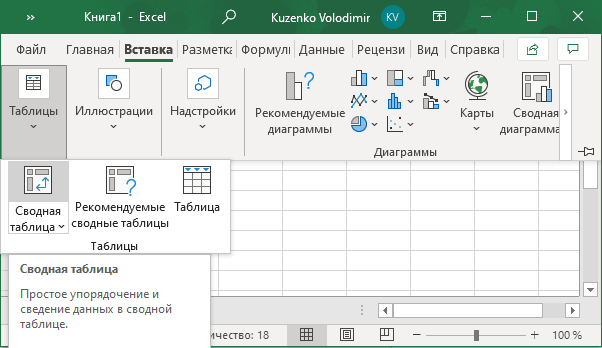 Книга1 - Excel
Kuzenko Volodimir
KV
Файл Главная Вставка Разметка Формулы Данные Рецензи Вид Справка
Таблицы
Иллюстрации
Надстройки
Рекомендуемые
диаграммы
Карты
Сводная
диаграмма
Диаграммы
Сводная
таблица
Рекомендуемые
сводные таблицы
Таблица
Таблицы
Сводная таблица
Простое упорядочение и
сведение данных в сводной
таблице.
ичество: 18
100 %